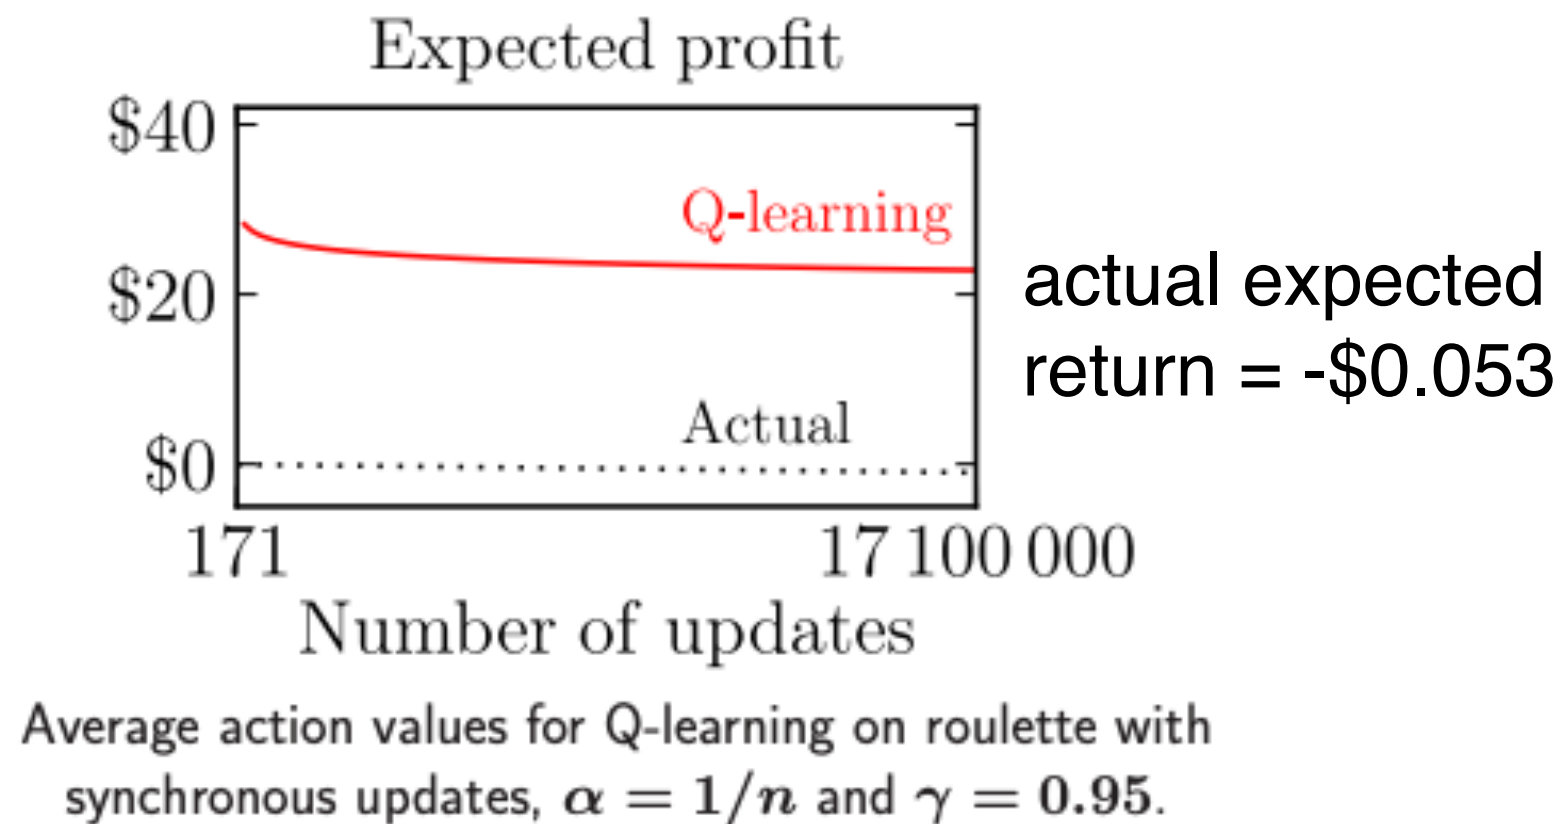 Expected profit
$40
Q-learning
$20
actual expected
return = -$0.053
Actual
$0
171
17 100 000
Number of updates
Average action values for Q-learning on roulette with
synchronous updates, α = 1/n and γ = 0.95.